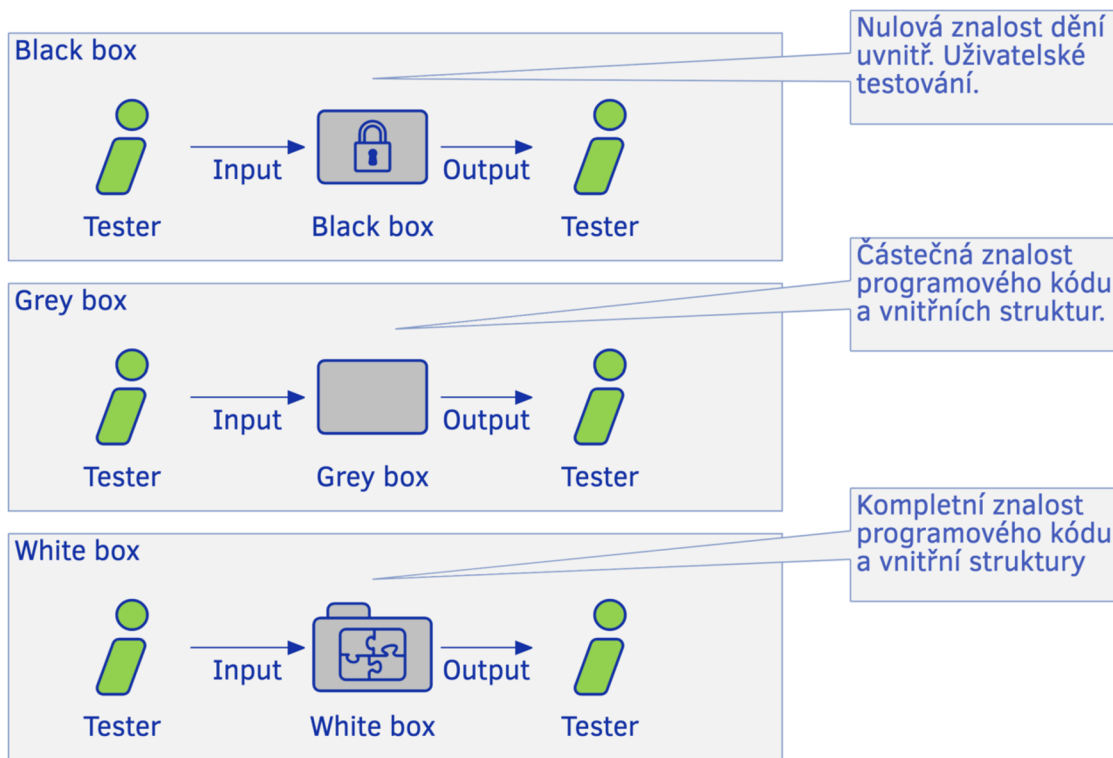 Black box
Nulová znalost dění
uvnitř. Uživatelské
testování.
Input
Output
Tester
Black box
Tester
Grey box
Částečná znalost
programového kódu
a vnitřních struktur.
Input
Output
Tester
Grey box
Tester
White box
Kompletní znalost
programového kódu
a vnitřní struktury
Input
Output
Tester
White box
Tester